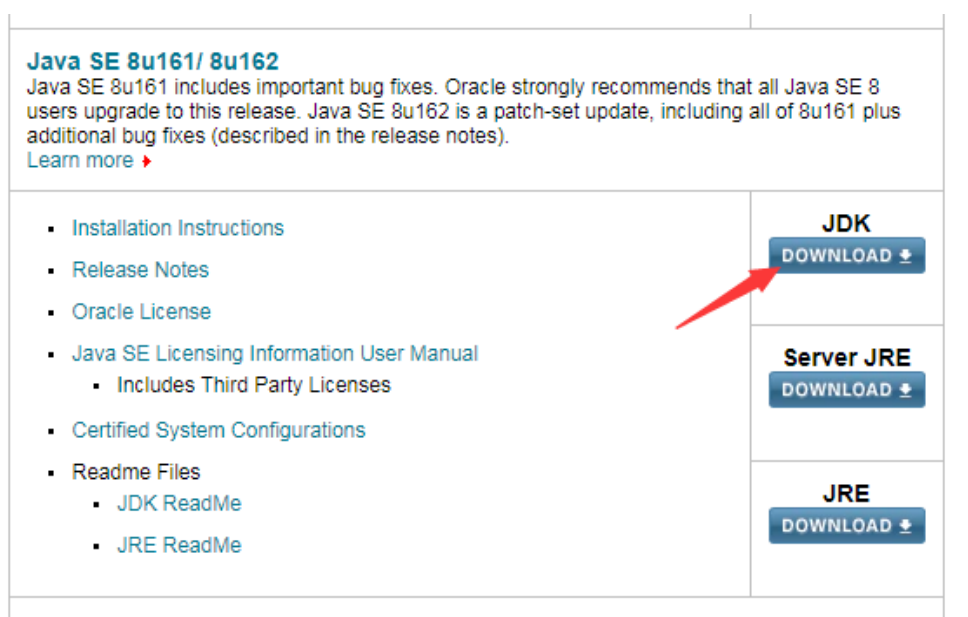 Java SE 8u161/ 8u162
Java SE 8u161 includes important bug fixes. Oracle strongly recommends that all Java SE 8
users upgrade to this release. Java SE 8u162 is a patch-set update, including all of 8u161 plus
additional bug fixes (described in the release notes).
Learn more
Installation Instructions
Release Notes
Oracle License
Java SE Licensing Information User Manual
Includes Third Party Licenses
Certified System Configurations
Readme Files
JDK ReadMe
JRE ReadMe
JDK
DOWNLOAD
Server JRE
DOWNLOAD
JRE
DOWNLOAD